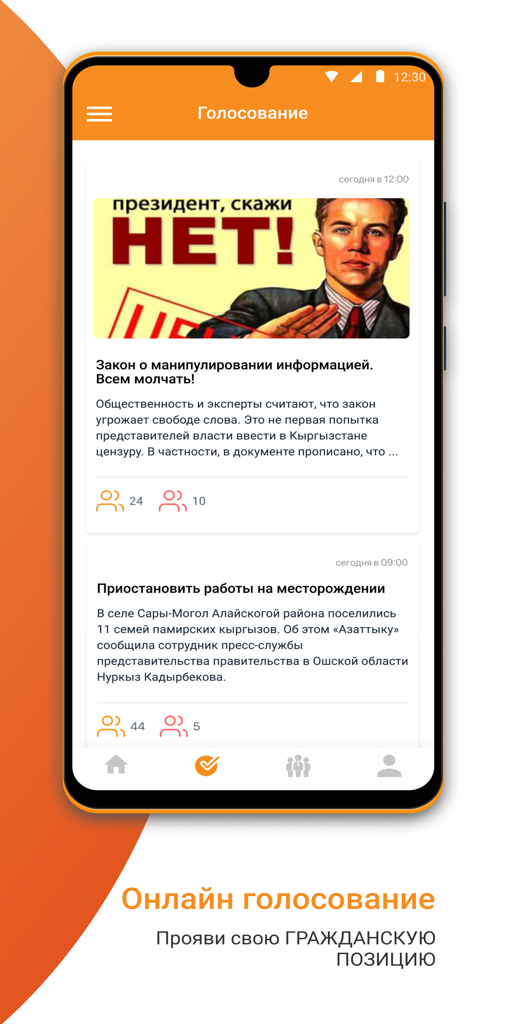 12:30
Голосование
сегодня в 12:00
президент, скажи
НЕТ!
Закон о манипулировании информацией.
Всем молчать!
Общественность и эксперты считают, что закон
угрожает свободе слова. Это не первая попытка
представителей власти ввести в Кыргызстане
цензуру. В частности, в документе прописано, что ...
24 10
сегодня в 09:00
Приостановить работы на месторождении
В селе Сары-Могол Алайскогой района поселились
11 семей памирских кыргызов. Об этом «Азаттыку»
сообщила сотрудник пресс-службы
представительства правительства в Ошской области
Нуркыз Кадырбекова.
44 5
Онлайн голосование
Прояви свою ГРАЖДАНСКУЮ
ПОЗИЦИЮ